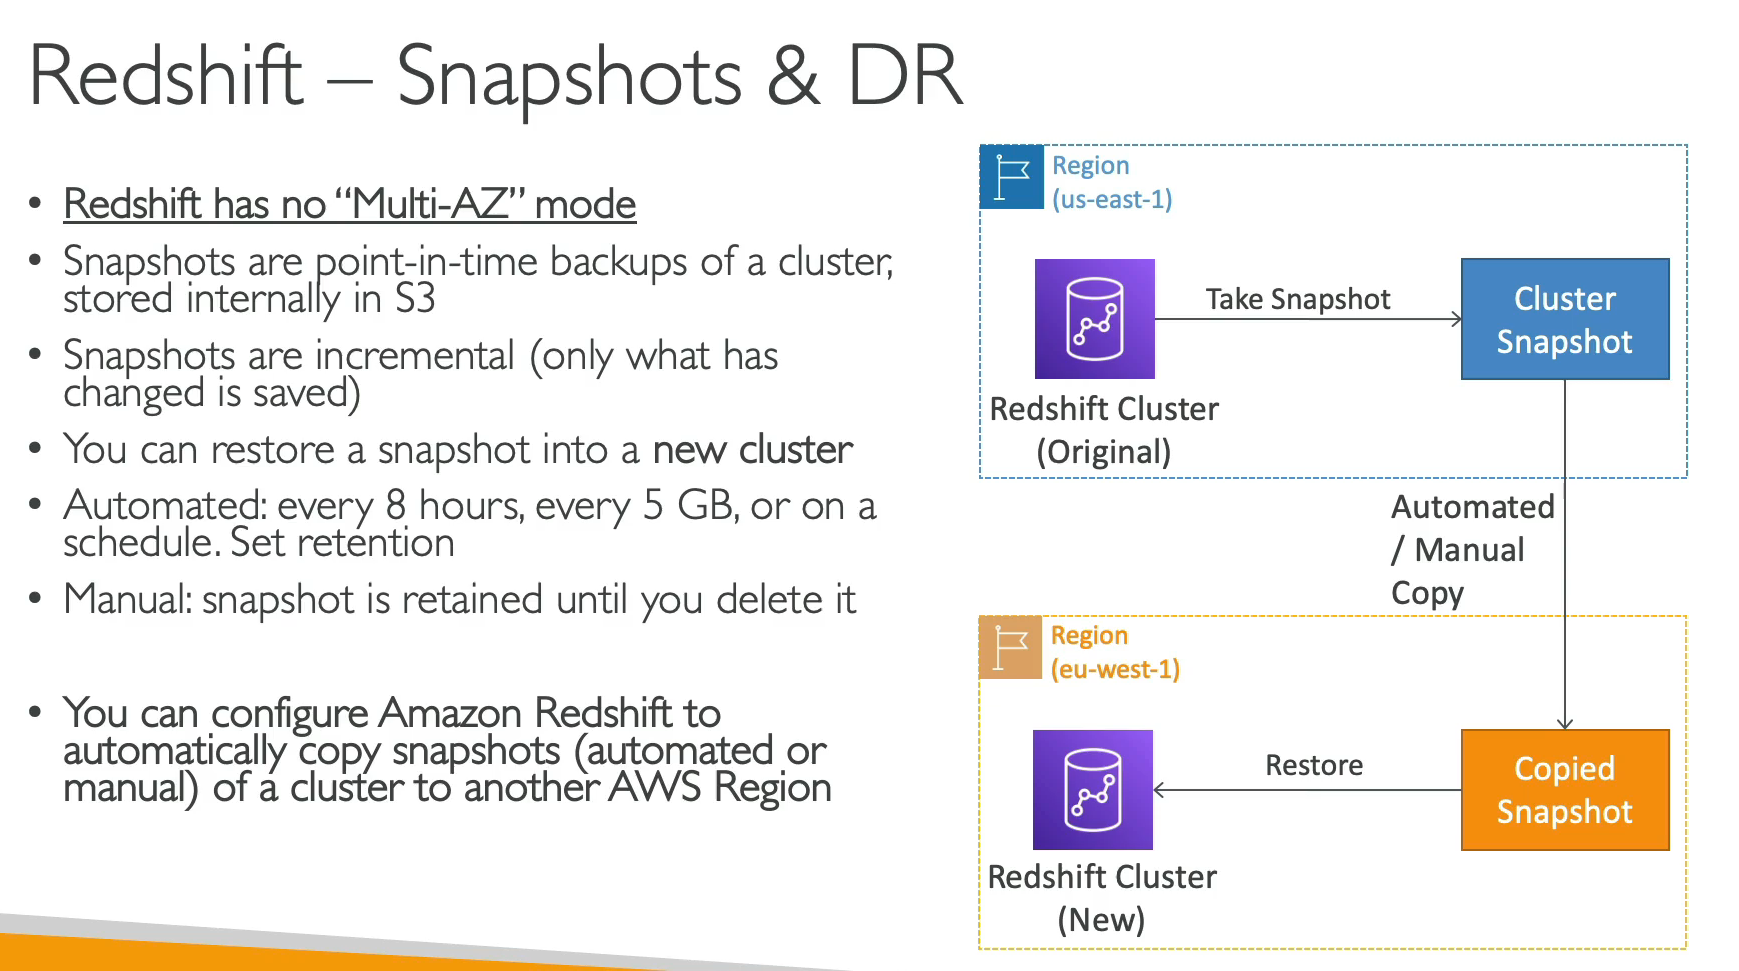 Redshift – Snapshots & DR
• Redshift has no “Multi-AZ” mode
• Snapshots are point-in-time backups of a cluster,
stored internally in S3
• Snapshots are incremental (only what has
changed is saved)
• You can restore a snapshot into a new cluster
• Automated: every 8 hours, every 5 GB, or on a
schedule. Set retention
• Manual: snapshot is retained until you delete it
• You can configure Amazon Redshift to
automatically copy snapshots (automated or
manual) of a cluster to another AWS Region
Region
(us-east-1)
Take Snapshot
Cluster
Snapshot
Redshift Cluster
(Original)
Automated
/ Manual
Copy
Region
(eu-west-1)
Restore
Copied
Snapshot
Redshift Cluster
(New)